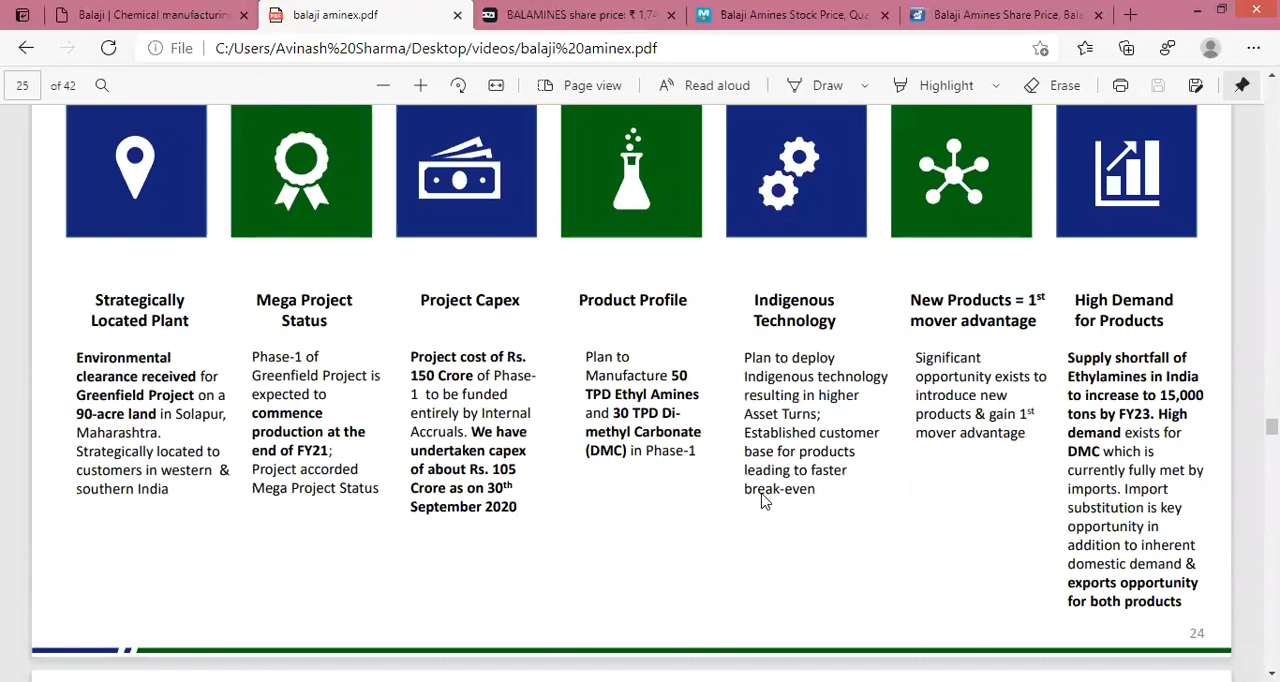 Balaji | Chemical manufacturing
balaji aminex.pdf
BALAMINES share price: ₹ 1,74
Balaji Amines Stock Price, Quo
Balaji Amines Share Price, Bala
File
C:/Users/Avinash%20Sharma/Desktop/videos/balaji%20aminex.pdf
25 of 42
Page view
Read aloud
Draw
Highlight
Erase
Strategically
Located Plant
Environmental
clearance received for
Greenfield Project on a
90-acre land in Solapur,
Maharashtra.
Strategically located to
customers in western &
southern India
Mega Project
Status
Phase-1 of
Greenfield Project is
expected to
commence
production at the
end of FY21;
Project accorded
Mega Project Status
Project Capex
Project cost of Rs.
150 Crore of Phase-
1 to be funded
entirely by Internal
Accruals. We have
undertaken capex
of about Rs. 105
Crore as on 30th
September 2020
Product Profile
Plan to
Manufacture 50
TPD Ethyl Amines
and 30 TPD Di-
methyl Carbonate
(DMC) in Phase-1
Indigenous
Technology
Plan to deploy
Indigenous technology
resulting in higher
Asset Turns;
Established customer
base for products
leading to faster
break-even
New Products = 1st
mover advantage
Significant
opportunity exists to
introduce new
products & gain 1st
mover advantage
High Demand
for Products
Supply shortfall of
Ethylamines in India
to increase to 15,000
tons by FY23. High
demand exists for
DMC which is
currently fully met by
imports. Import
substitution is key
opportunity in
addition to inherent
domestic demand &
exports opportunity
for both products
24